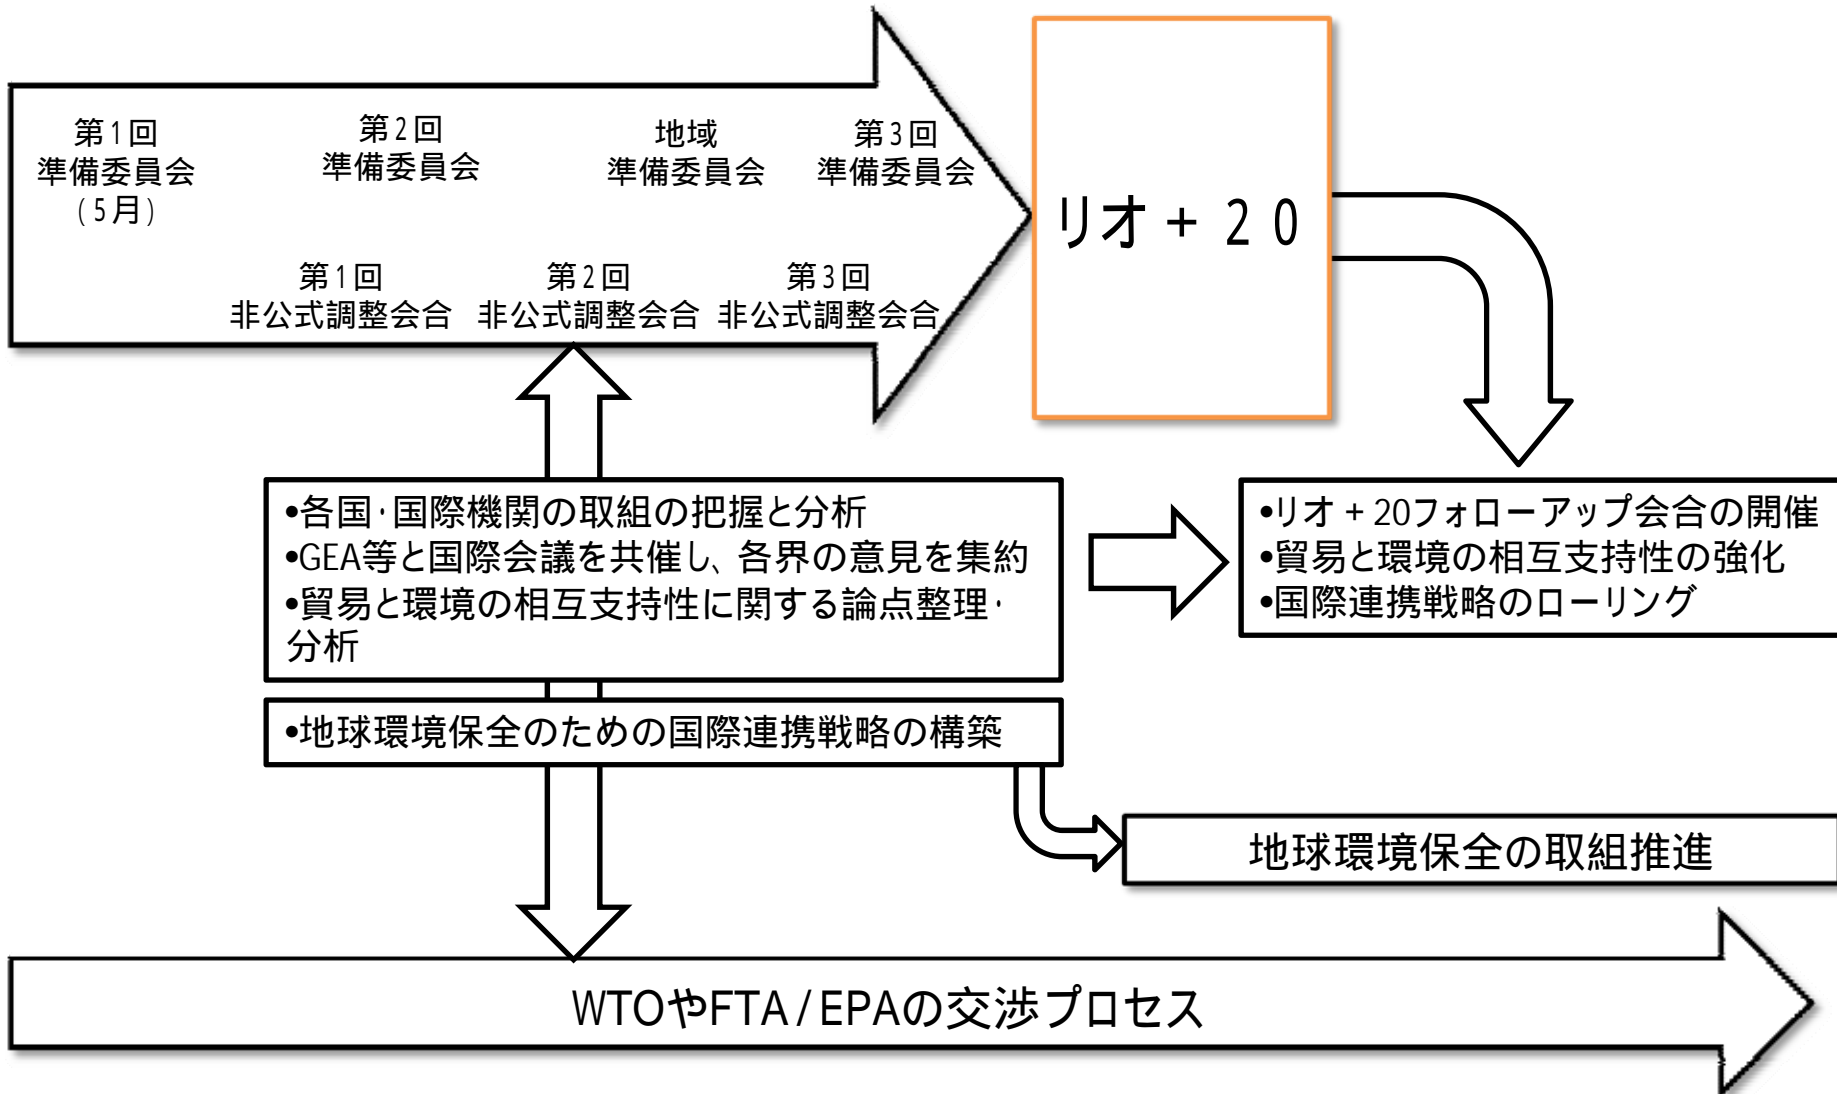 第1回
準備委員会
(5月)
第2回
準備委員会
地域
準備委員会
第3回
準備委員会
第1回
非公式調整会合
第2回
非公式調整会合
第3回
非公式調整会合
リオ+20
•各国・国際機関の取組の把握と分析
•GEA等と国際会議を共催し、各界の意見を集約
•貿易と環境の相互支持性に関する論点整理・
分析
•リオ+20フォローアップ会合の開催
•貿易と環境の相互支持性の強化
•国際連携戦略のローリング
•地球環境保全のための国際連携戦略の構築
地球環境保全の取組推進
WTOやFTA/EPAの交渉プロセス